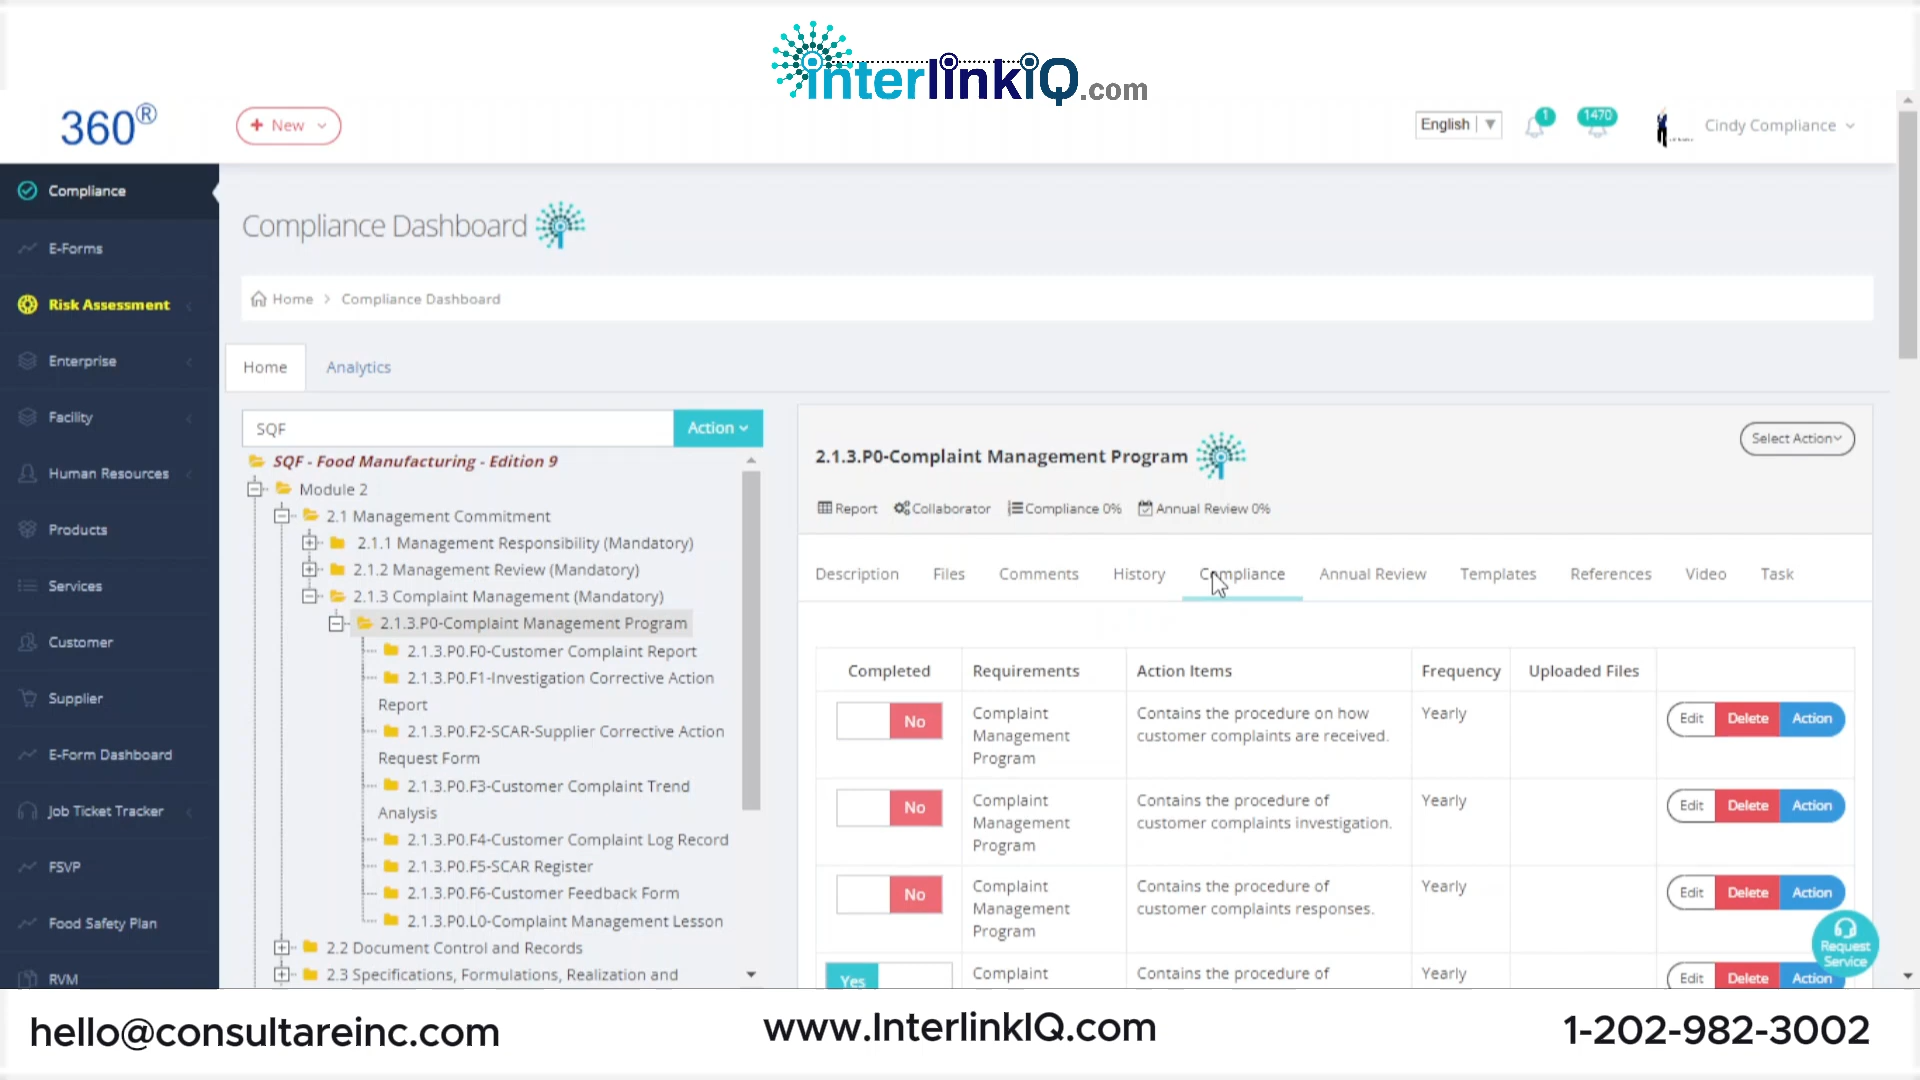 interlinkIQ.com
360®
+ New
English
1
1470
Cindy Compliance
Compliance
E-Forms
Risk Assessment
Enterprise
Facility
Human Resources
Products
Services
Customer
Supplier
E-Form Dashboard
Job Ticket Tracker
FSVP
Food Safety Plan
RVM
Compliance Dashboard
Home > Compliance Dashboard
Home
Analytics
SQF
Action
SQF - Food Manufacturing - Edition 9
Module 2
2.1 Management Commitment
2.1.1 Management Responsibility (Mandatory)
2.1.2 Management Review (Mandatory)
2.1.3 Complaint Management (Mandatory)
2.1.3.P0-Complaint Management Program
2.1.3.P0.F0-Customer Complaint Report
2.1.3.P0.F1-Investigation Corrective Action
Report
2.1.3.P0.F2-SCAR-Supplier Corrective Action
Request Form
2.1.3.P0.F3-Customer Complaint Trend
Analysis
2.1.3.P0.F4-Customer Complaint Log Record
2.1.3.P0.F5-SCAR Register
2.1.3.P0.F6-Customer Feedback Form
2.1.3.P0.L0-Complaint Management Lesson
2.2 Document Control and Records
2.3 Specifications, Formulations, Realization and
2.1.3.P0-Complaint Management Program
Select Action
Report Collaborator Compliance 0% Annual Review 0%
Description Files Comments History Compliance Annual Review Templates References Video Task
Completed Requirements Action Items Frequency Uploaded Files
No
Complaint
Management
Program
Contains the procedure on how
customer complaints are received.
Yearly
Edit Delete Action
No
Complaint
Management
Program
Contains the procedure of
customer complaints investigation.
Yearly
Edit Delete Action
No
Complaint
Management
Program
Contains the procedure of
customer complaints responses.
Yearly
Edit Delete Action
Yes
Complaint
Contains the procedure of
Yearly
Edit Delete Action
Request
Service
hello@consultareinc.com
www.InterlinkIQ.com
1-202-982-3002